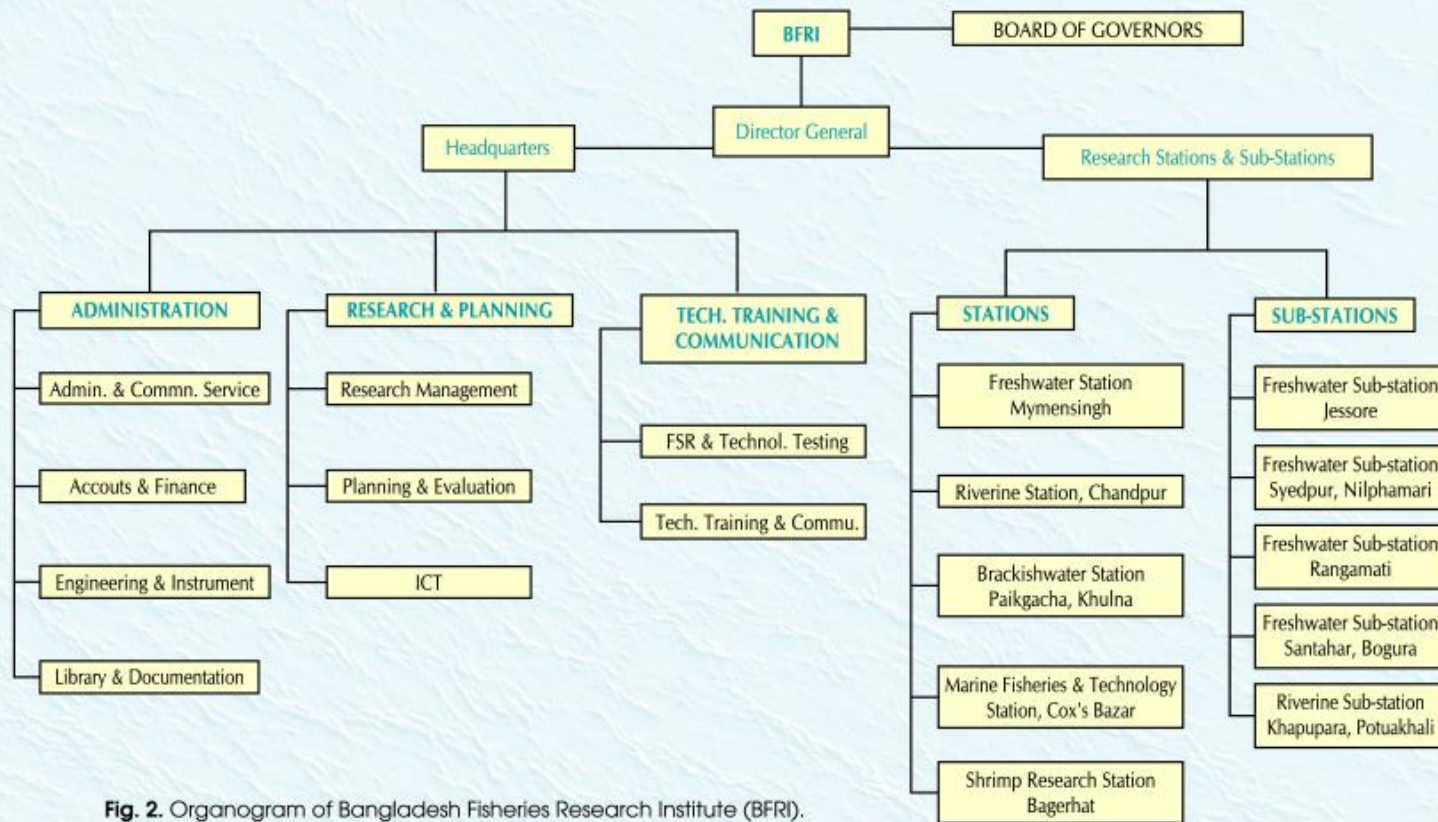 BFRI
BOARD OF GOVERNORS
Director General
Headquarters
Research Stations & Sub-Stations
ADMINISTRATION
Admin. & Commn. Service
Accouts & Finance
Engineering & Instrument
Library & Documentation
RESEARCH & PLANNING
Research Management
Planning & Evaluation
ICT
TECH. TRAINING &
COMMUNICATION
FSR & Technol. Testing
Tech. Training & Commu.
STATIONS
Freshwater Station
Mymensingh
Riverine Station, Chandpur
Brackishwater Station
Paikgacha, Khulna
Marine Fisheries & Technology
Station, Cox's Bazar
Shrimp Research Station
Bagerhat
SUB-STATIONS
Freshwater Sub-station
Jessore
Freshwater Sub-station
Syedpur, Nilphamari
Freshwater Sub-station
Rangamati
Freshwater Sub-station
Santahar, Bogura
Riverine Sub-station
Khapupara, Potuakhali
Fig. 2. Organogram of Bangladesh Fisheries Research Institute (BFRI).